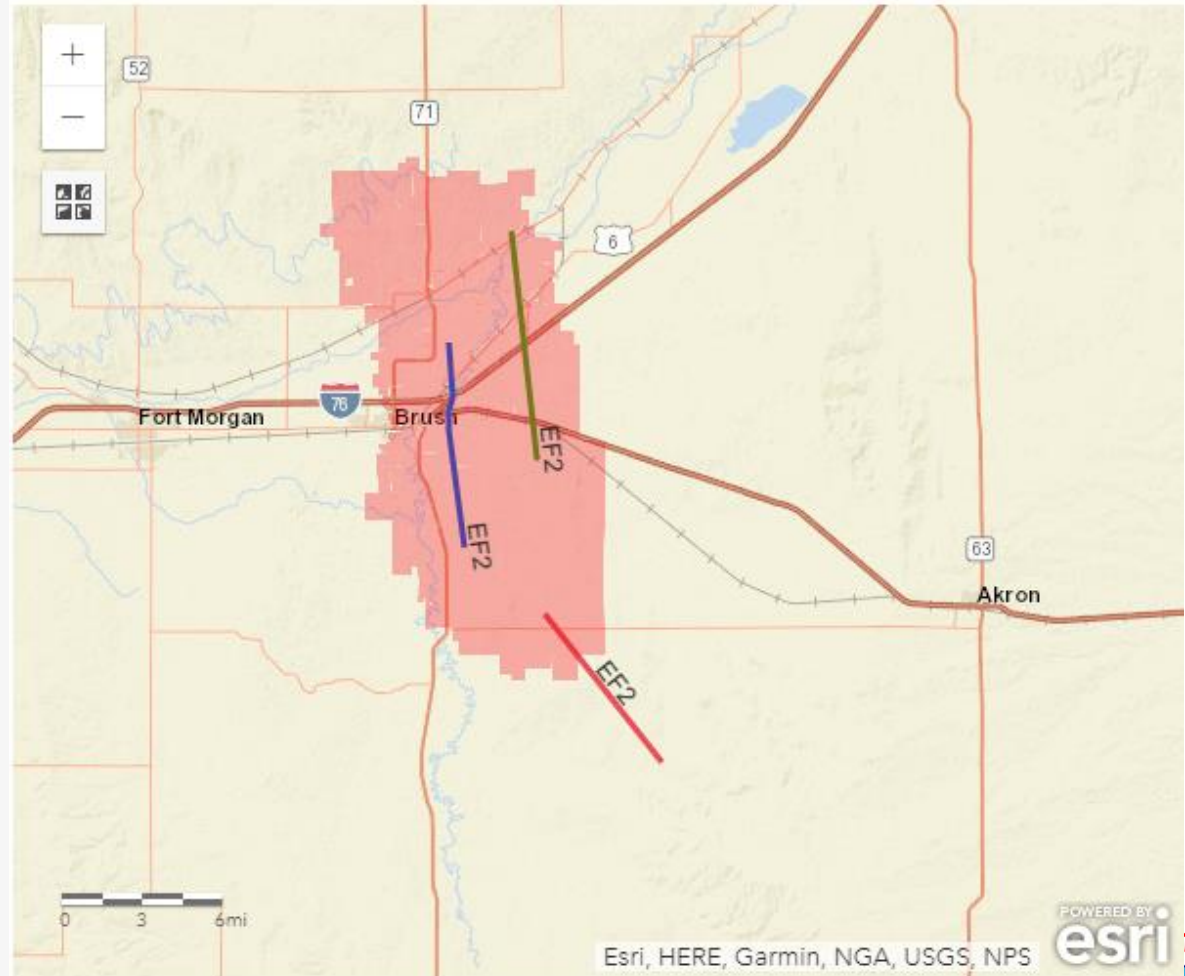 +
52
71
−
6
76
Fort Morgan
Brush
EF2
EF2
63
Akron
EF2
0 3 6mi
POWERED BY
esri
Esri, HERE, Garmin, NGA, USGS, NPS